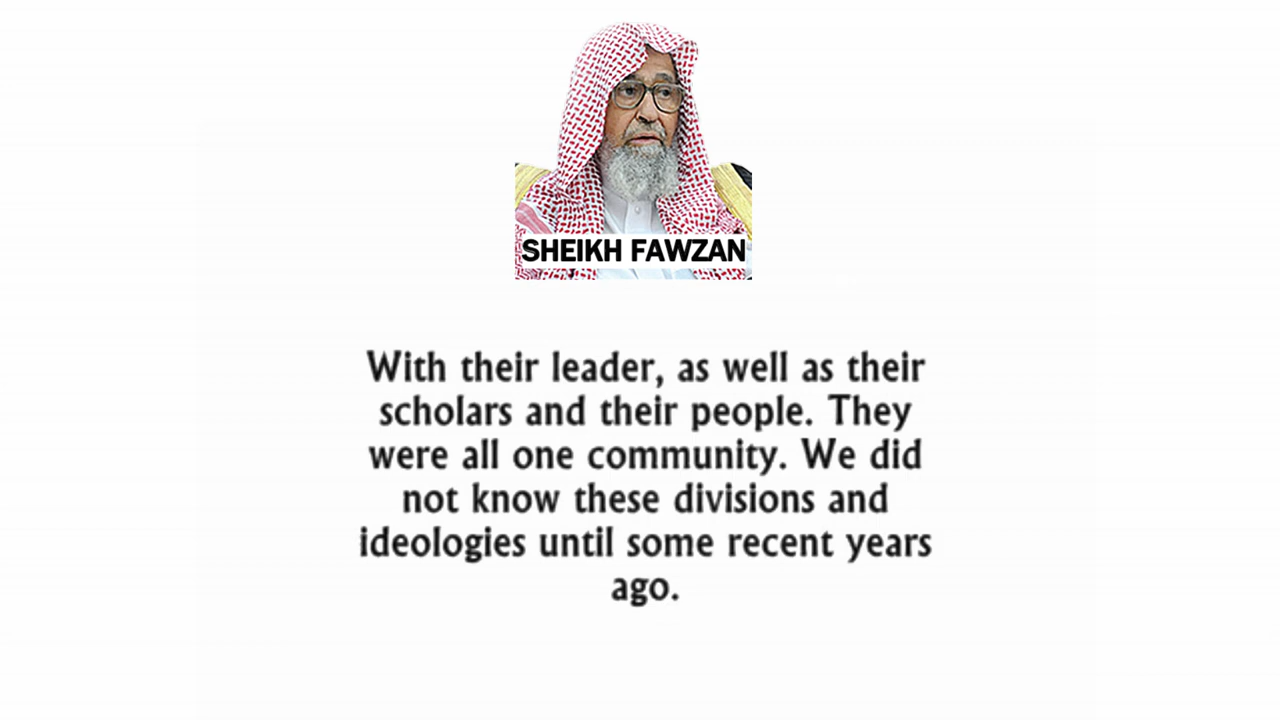 SHEIKH FAWZAN
With their leader, as well as their
scholars and their people. They
were all one community. We did
not know these divisions and
ideologies until some recent years
ago.